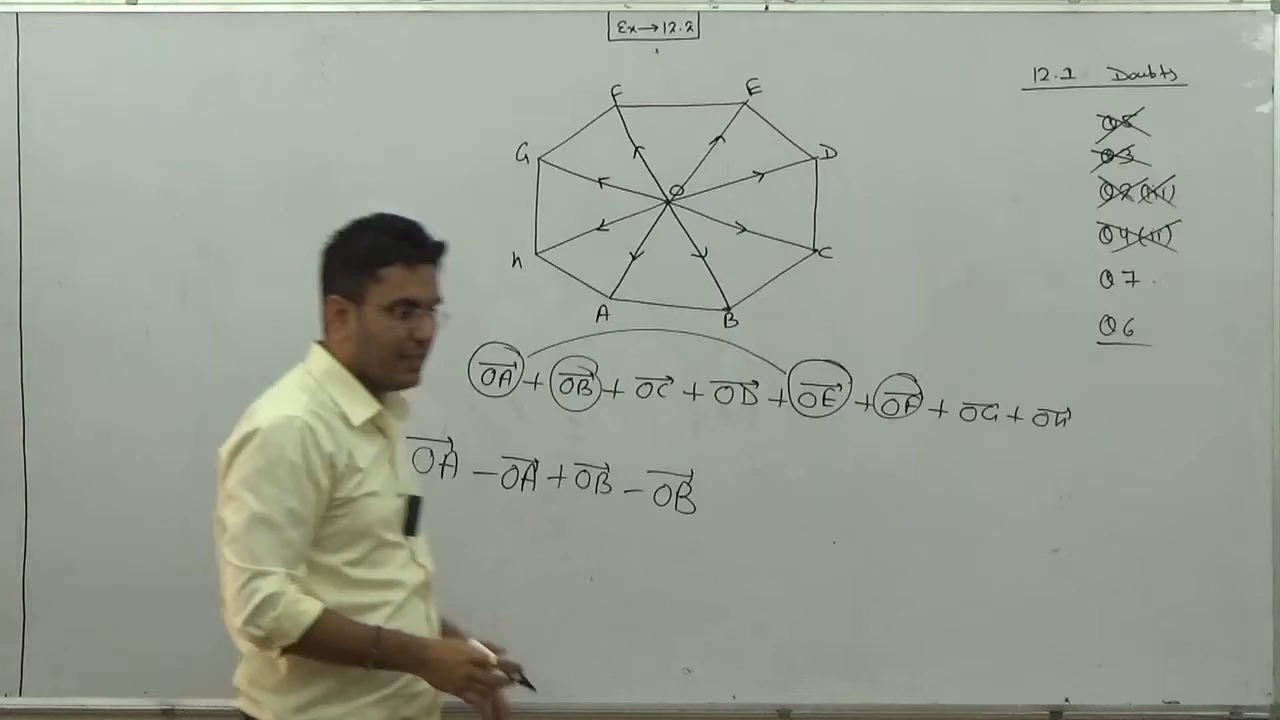 Ex→12.2
12.1 Doubts
Q5
Q3
Q2(iii)
Q4(ii)
Q7.
Q6
F E
G O D
h C
A B
OA⃗ + OB⃗ + OC⃗ + OD⃗ + OE⃗ + OF⃗ + OG⃗ + OH⃗
OA⃗ – OA⃗ + OB⃗ – OB⃗